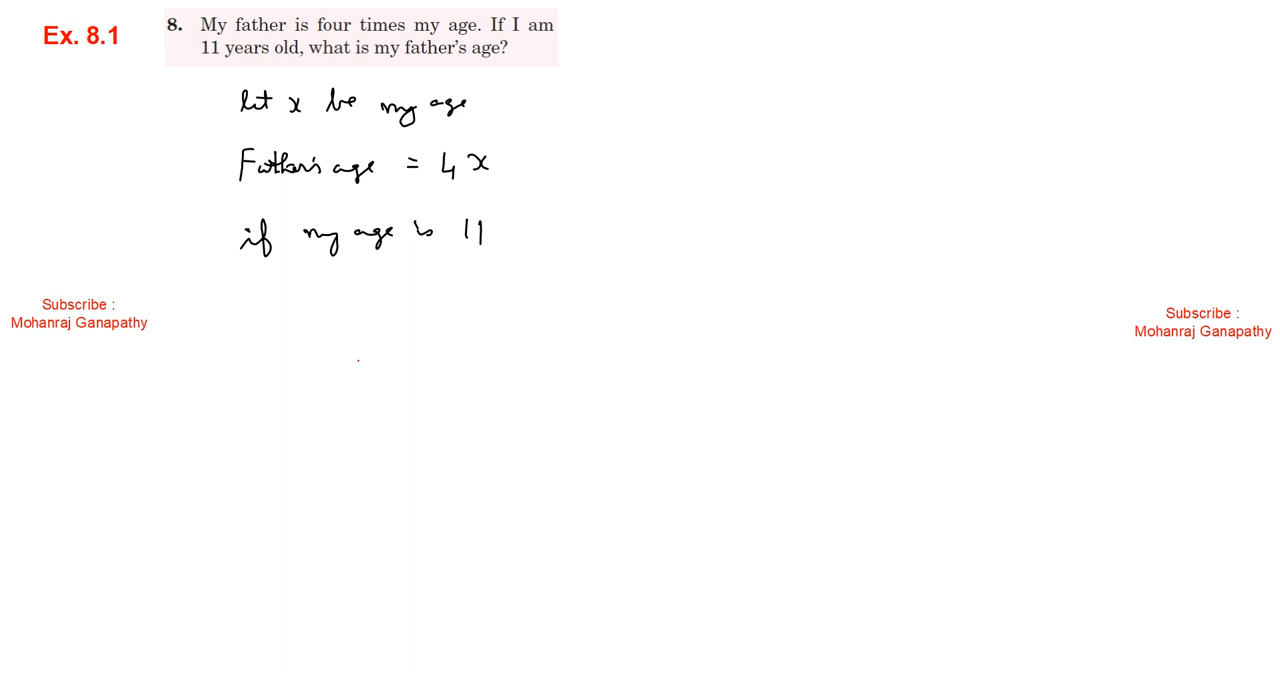 Ex. 8.1
8. My father is four times my age. If I am
11 years old, what is my father's age?
let x be my age
Father's age = 4x
if my age is 11
Subscribe :
Mohanraj Ganapathy
Subscribe :
Mohanraj Ganapathy